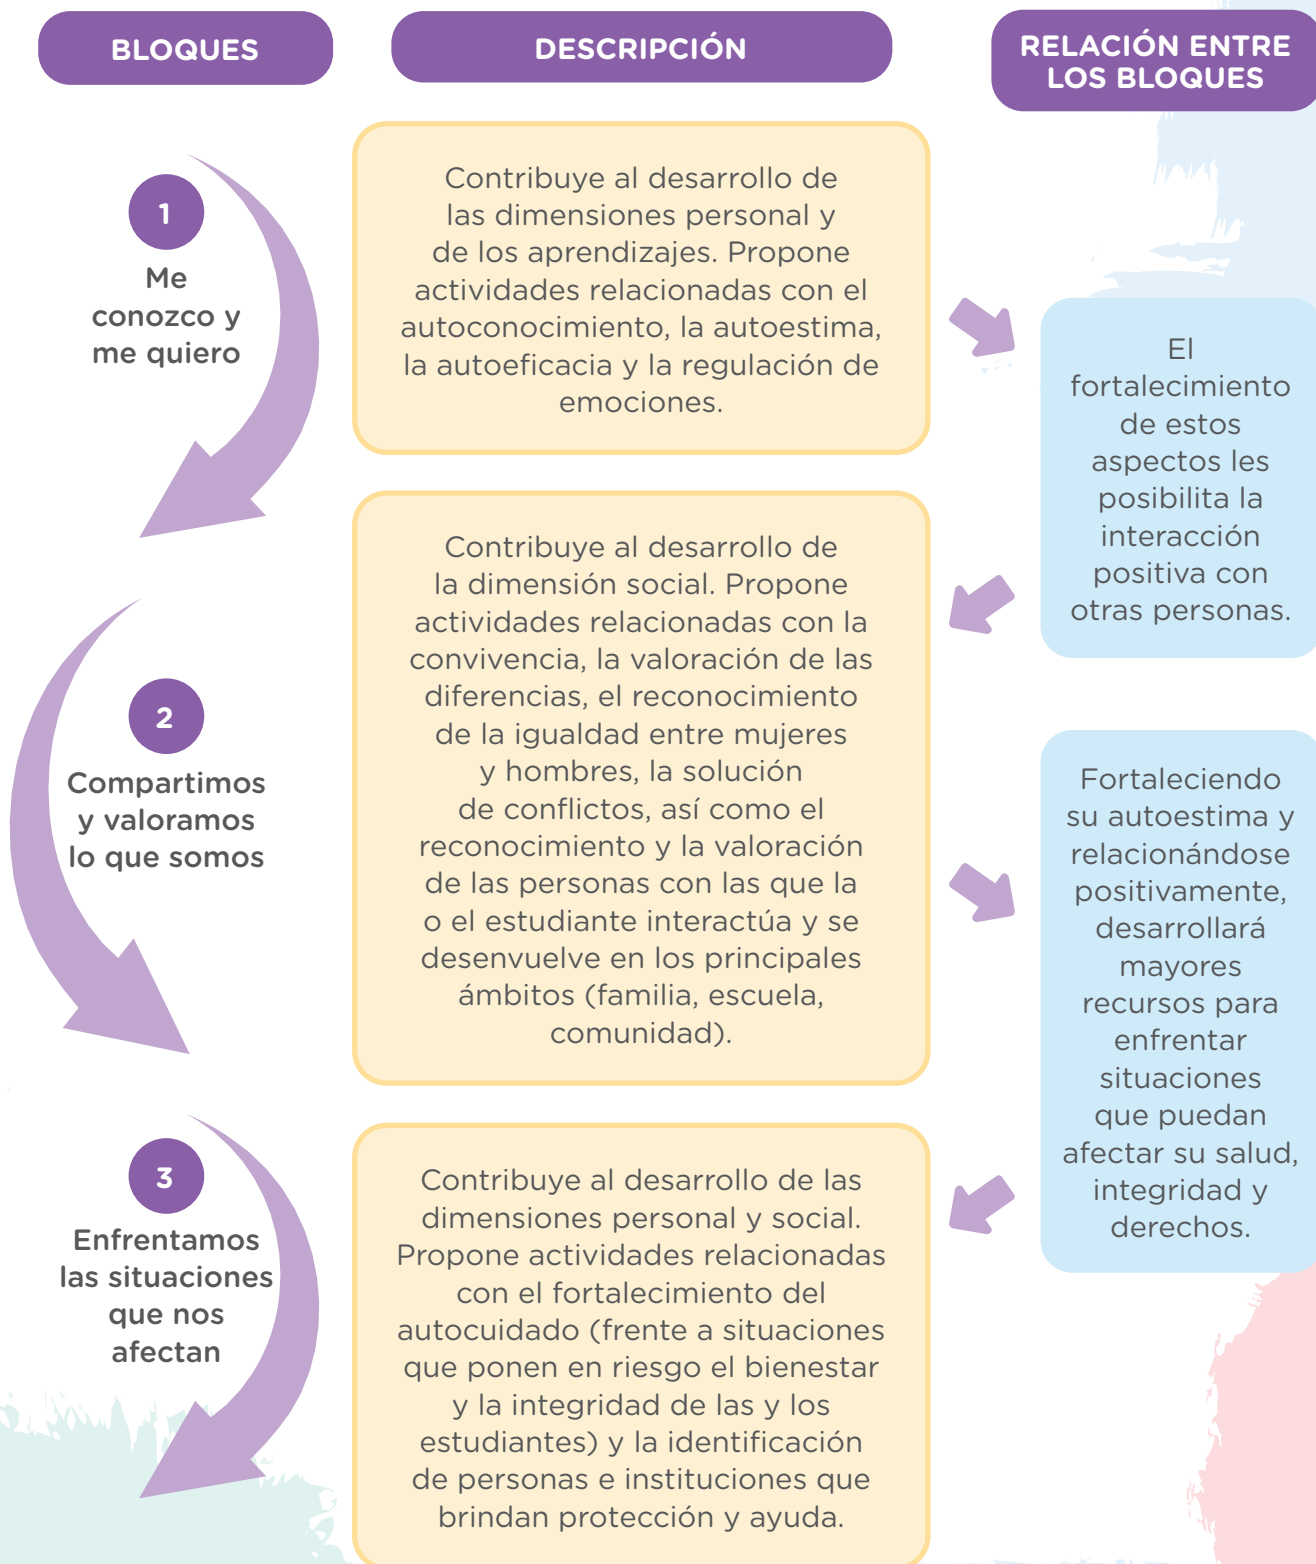 BLOQUES
DESCRIPCIÓN
RELACIÓN ENTRE
LOS BLOQUES
1
Me
conozco y
me quiero
Contribuye al desarrollo de
las dimensiones personal y
de los aprendizajes. Propone
actividades relacionadas con el
autoconocimiento, la autoestima,
la autoeficacia y la regulación de
emociones.
El
fortalecimiento
de estos
aspectos les
posibilita la
interacción
positiva con
otras personas.
2
Compartimos
y valoramos
lo que somos
Contribuye al desarrollo de
la dimensión social. Propone
actividades relacionadas con la
convivencia, la valoración de las
diferencias, el reconocimiento
de la igualdad entre mujeres
y hombres, la solución
de conflictos, así como el
reconocimiento y la valoración
de las personas con las que la
o el estudiante interactúa y se
desenvuelve en los principales
ámbitos (familia, escuela,
comunidad).
Fortaleciendo
su autoestima y
relacionándose
positivamente,
desarrollará
mayores
recursos para
enfrentar
situaciones
que puedan
afectar su salud,
integridad y
derechos.
3
Enfrentamos
las situaciones
que nos
afectan
Contribuye al desarrollo de las
dimensiones personal y social.
Propone actividades relacionadas
con el fortalecimiento del
autocuidado (frente a situaciones
que ponen en riesgo el bienestar
y la integridad de las y los
estudiantes) y la identificación
de personas e instituciones que
brindan protección y ayuda.